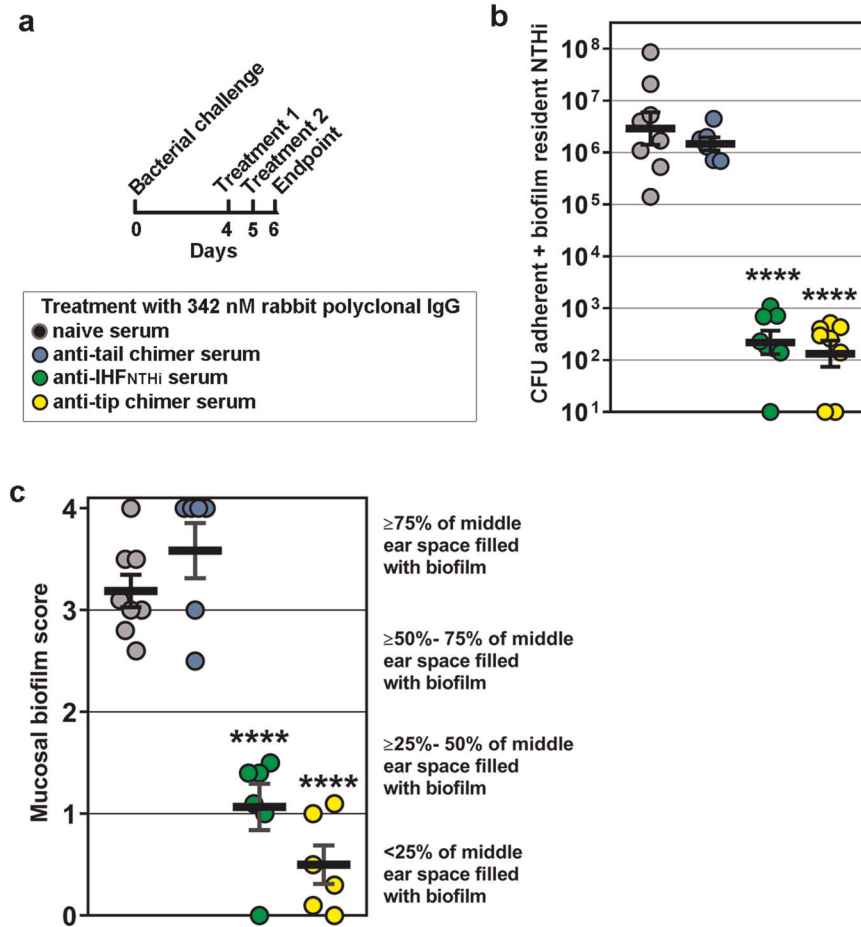 a
Bacterial challenge
Treatment 1
Treatment 2
Endpoint
0 4 5 6
Days
Treatment with 342 nM rabbit polyclonal IgG
naive serum
anti-tail chimer serum
anti-IHFNTHi serum
anti-tip chimer serum
b
CFU adherent + biofilm resident NTHi
10⁸
10⁷
10⁶
10⁵
10⁴
10³
10²
10¹
**** ****
c
Mucosal biofilm score
4
3
2
1
0
****
****
≥75% of middle
ear space filled
with biofilm
≥50%- 75% of middle
ear space filled
with biofilm
≥25%- 50% of middle
ear space filled
with biofilm
<25% of middle
ear space filled
with biofilm